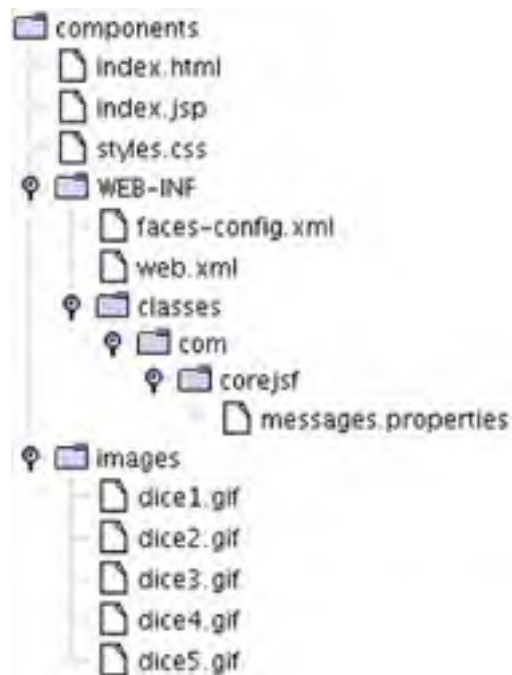 components
index.html
index.jsp
styles.css
WEB-INF
faces-config.xml
web.xml
classes
com
corejsf
messages.properties
images
dice1.gif
dice2.gif
dice3.gif
dice4.gif
dice5.gif